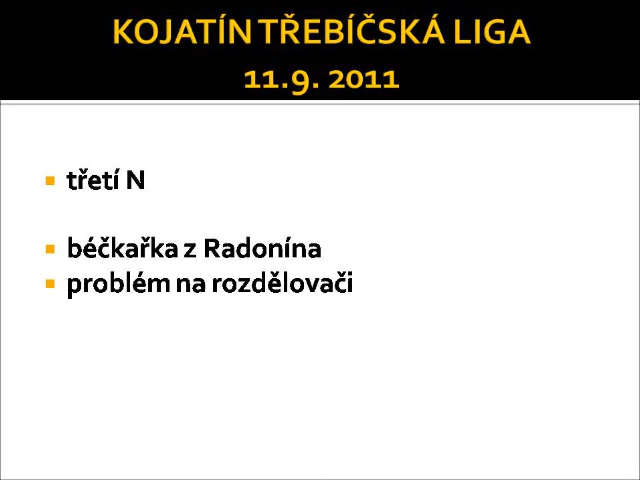 KOJATÍN TŘEBÍČSKÁ LIGA
11.9. 2011
třetí N
béčkařka z Radonína
problém na rozdělovači